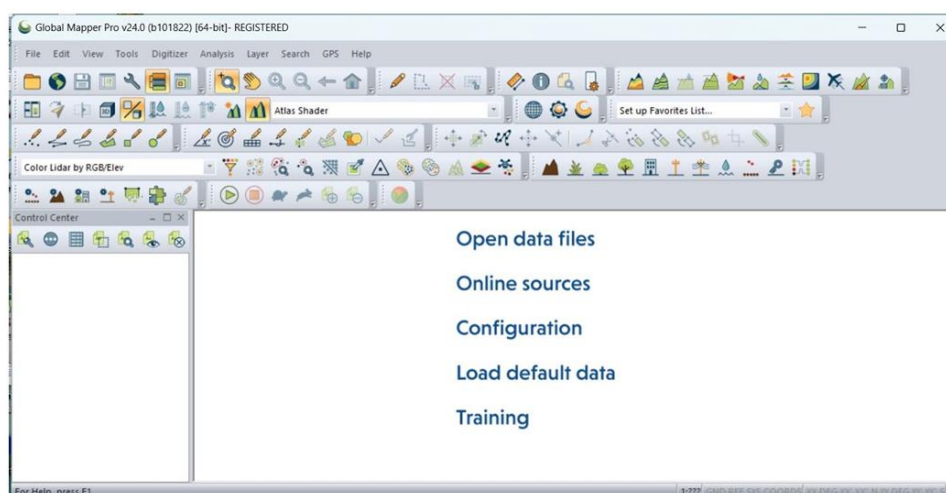 Global Mapper Pro v24.0 (b101822) [64-bit]- REGISTERED
File Edit View Tools Digitizer Analysis Layer Search GPS Help
Atlas Shader
Set up Favorites List...
Color Lidar by RGB/Elev
Control Center
Open data files
Online sources
Configuration
Load default data
Training
For Help, press F1
1:???